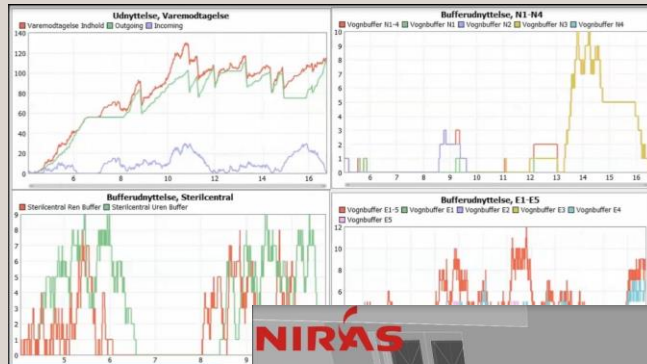 Udnyttelse, Varemodtagelse
Varemodtagelse Indhold Outgoing Incoming
140
120
100
80
60
40
20
0
6 8 10 12 14 16
Bufferudnyttelse, N1-N4
Vognbuffer N1-4 Vognbuffer N1 Vognbuffer N2 Vognbuffer N3 Vognbuffer N4
10
9
8
7
6
5
4
3
2
1
0
6 7 8 9 10 11 12 13 14 15 16
Bufferudnyttelse, Sterilcentral
Sterilcentral Ren Buffer Sterilcentral Uren Buffer
9
8
7
6
5
4
3
2
1
0
5 6 7 8 9
Bufferudnyttelse, E1-E5
Vognbuffer E1-5 Vognbuffer E1 Vognbuffer E2 Vognbuffer E3 Vognbuffer E4
Vognbuffer E5
12
10
8
6
NIRAS